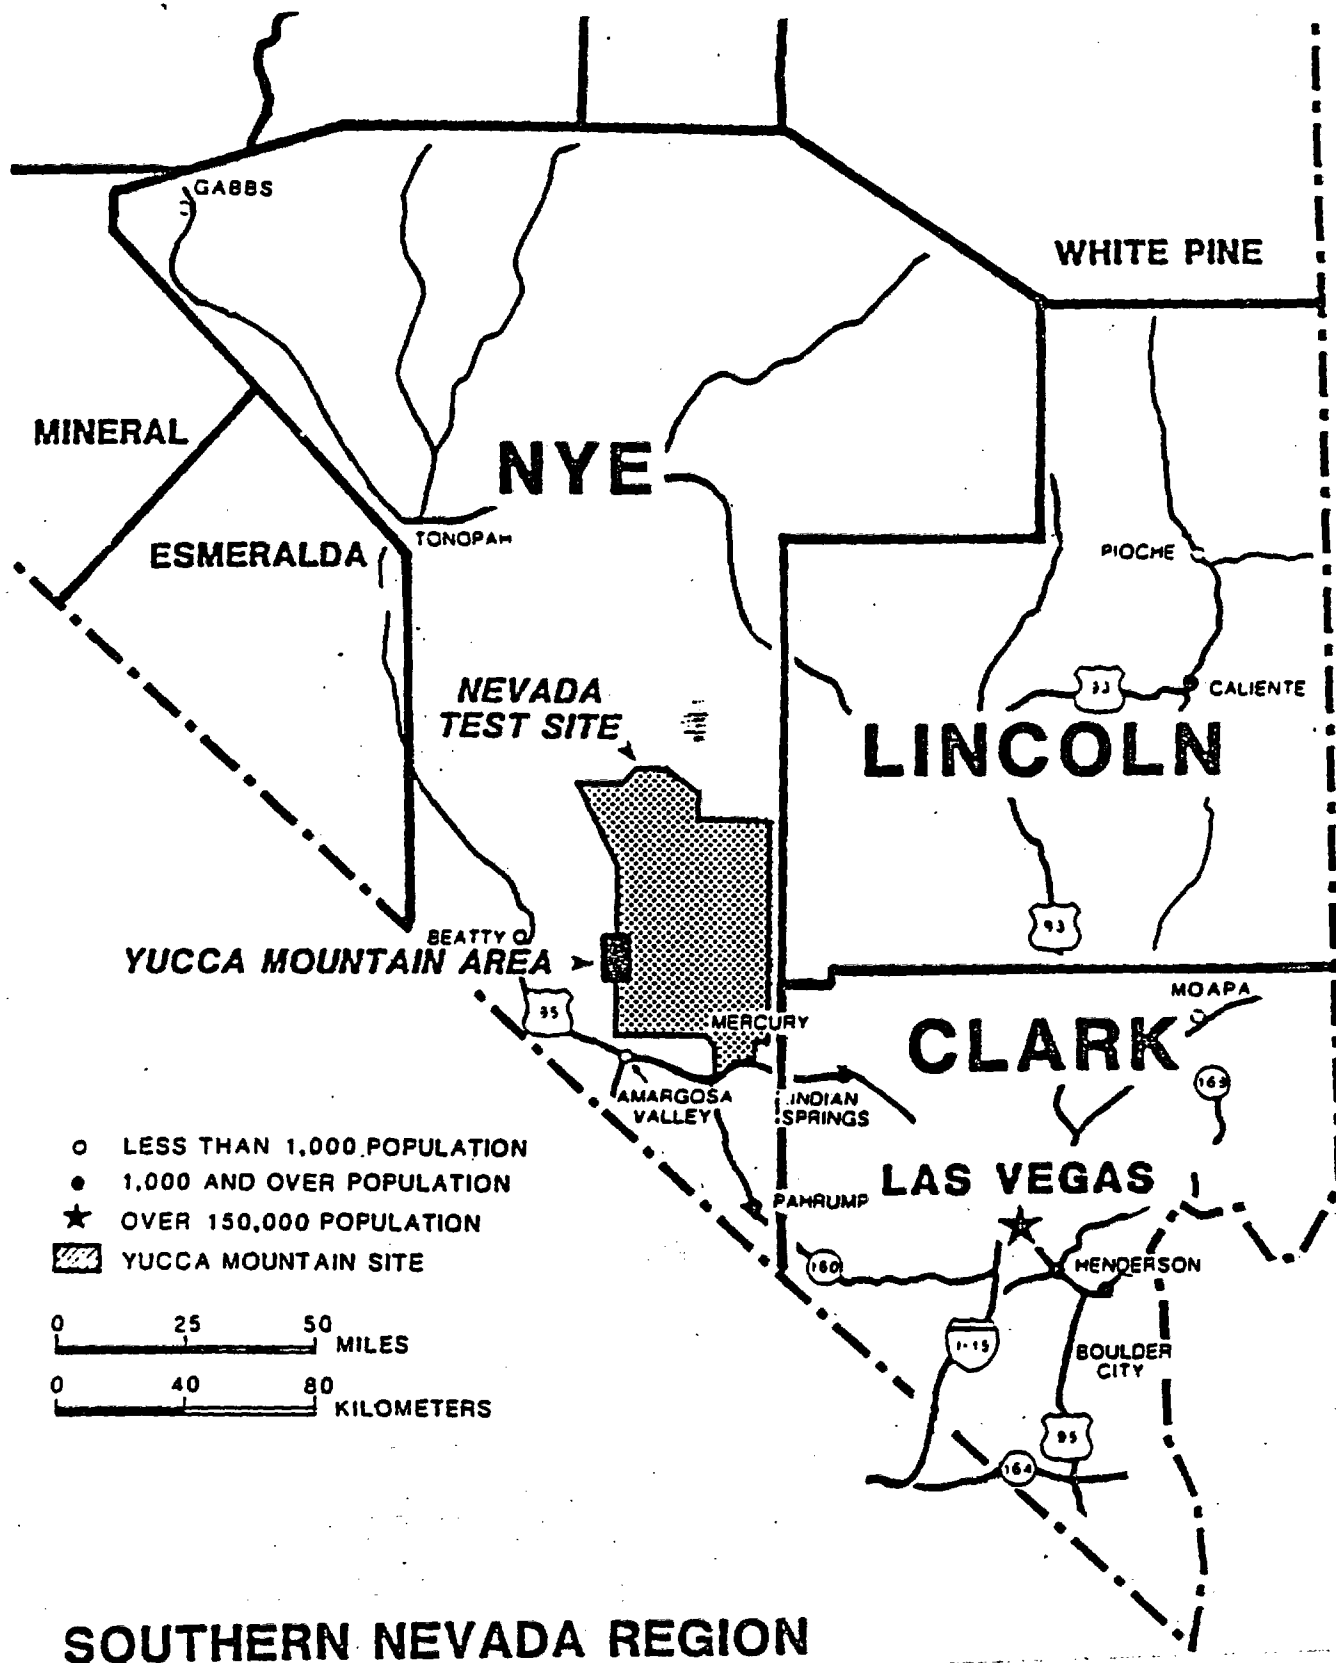 GABBS
WHITE PINE
MINERAL
NYE
TONOPAH
ESMERALDA
PIOCHE
NEVADA
TEST SITE
93
CALIENTE
LINCOLN
93
BEATTY
YUCCA MOUNTAIN AREA
95
MERCURY
MOAPA
CLARK
AMARGOSA
VALLEY
INDIAN
SPRINGS
LAS VEGAS
PAHRUMP
160
HENDERSON
I-15
BOULDER
CITY
95
164
LESS THAN 1,000 POPULATION
1,000 AND OVER POPULATION
OVER 150,000 POPULATION
YUCCA MOUNTAIN SITE
0 25 50
MILES
0 40 80
KILOMETERS
SOUTHERN NEVADA REGION